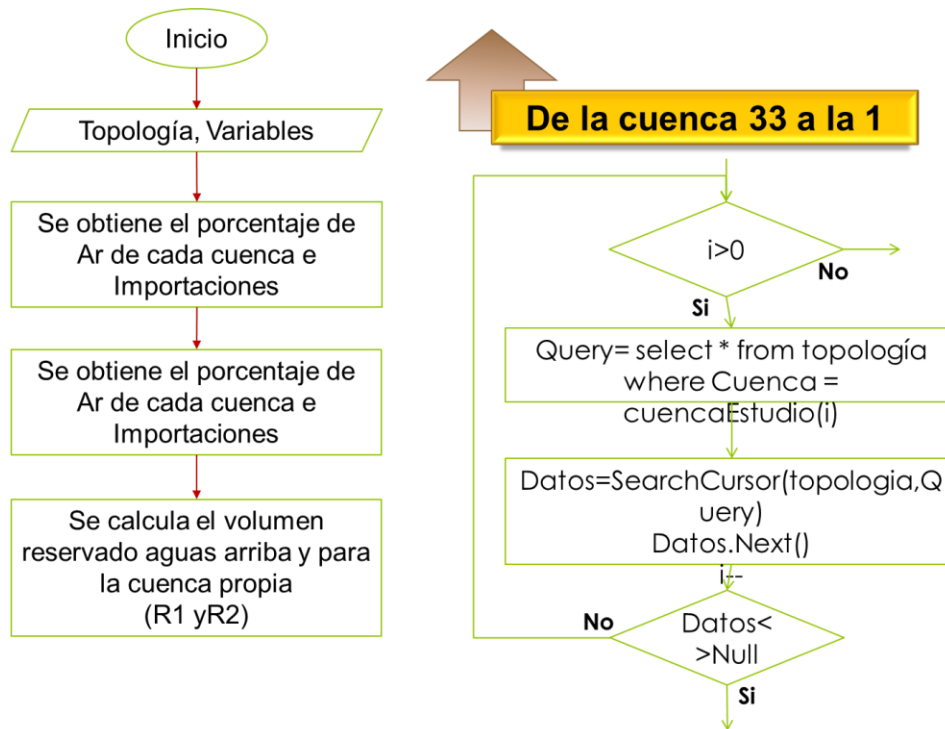 Inicio
Topología, Variables
Se obtiene el porcentaje de
Ar de cada cuenca e
Importaciones
Se obtiene el porcentaje de
Ar de cada cuenca e
Importaciones
Se calcula el volumen
reservado aguas arriba y para
la cuenca propia
(R1 yR2)
De la cuenca 33 a la 1
i>0
No
Si
Query= select * from topología
where Cuenca =
cuencaEstudio(i)
Datos=SearchCursor(topologia,Q
uery)
Datos.Next()
i--
No
Datos<
>Null
Si